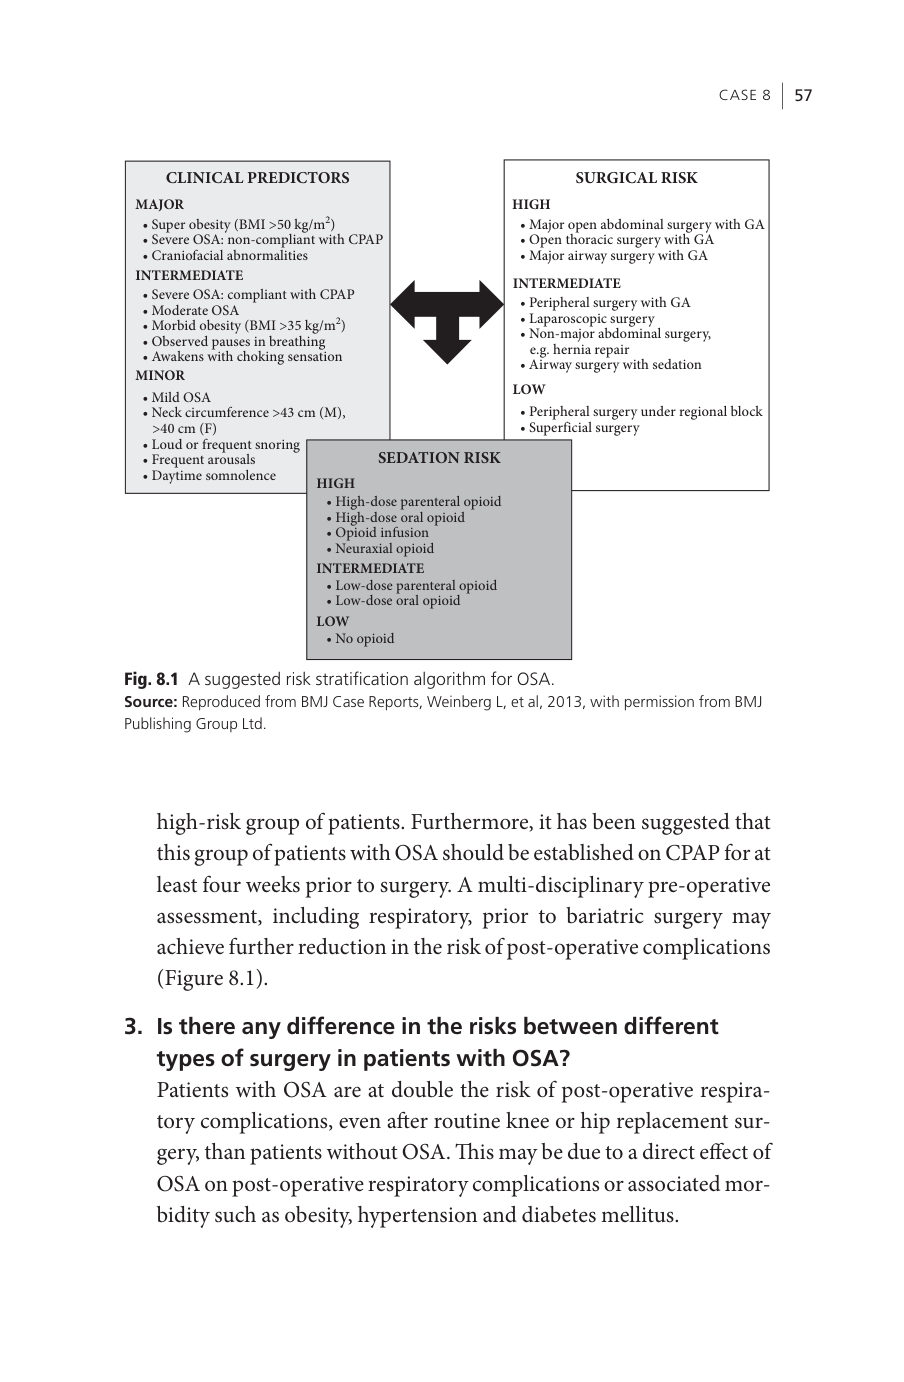 CASE 8 57
CLINICAL PREDICTORS
MAJOR
• Super obesity (BMI >50 kg/m2)
• Severe OSA: non-compliant with CPAP
• Craniofacial abnormalities
INTERMEDIATE
• Severe OSA: compliant with CPAP
• Moderate OSA
• Morbid obesity (BMI >35 kg/m2)
• Observed pauses in breathing
• Awakens with choking sensation
MINOR
• Mild OSA
• Neck circumference >43 cm (M),
>40 cm (F)
• Loud or frequent snoring
• Frequent arousals
• Daytime somnolence
SURGICAL RISK
HIGH
• Major open abdominal surgery with GA
• Open thoracic surgery with GA
• Major airway surgery with GA
INTERMEDIATE
• Peripheral surgery with GA
• Laparoscopic surgery
• Non-major abdominal surgery,
e.g. hernia repair
• Airway surgery with sedation
LOW
• Peripheral surgery under regional block
• Superficial surgery
SEDATION RISK
HIGH
• High-dose parenteral opioid
• High-dose oral opioid
• Opioid infusion
• Neuraxial opioid
INTERMEDIATE
• Low-dose parenteral opioid
• Low-dose oral opioid
LOW
• No opioid
Fig. 8.1 A suggested risk stratification algorithm for OSA.
Source: Reproduced from BMJ Case Reports, Weinberg L, et al, 2013, with permission from BMJ
Publishing Group Ltd.
high-risk group of patients. Furthermore, it has been suggested that
this group of patients with OSA should be established on CPAP for at
least four weeks prior to surgery. A multi-disciplinary pre-operative
assessment, including respiratory, prior to bariatric surgery may
achieve further reduction in the risk of post-operative complications
(Figure 8.1).
3. Is there any difference in the risks between different
types of surgery in patients with OSA?
Patients with OSA are at double the risk of post-operative respira-
tory complications, even after routine knee or hip replacement sur-
gery, than patients without OSA. This may be due to a direct effect of
OSA on post-operative respiratory complications or associated mor-
bidity such as obesity, hypertension and diabetes mellitus.